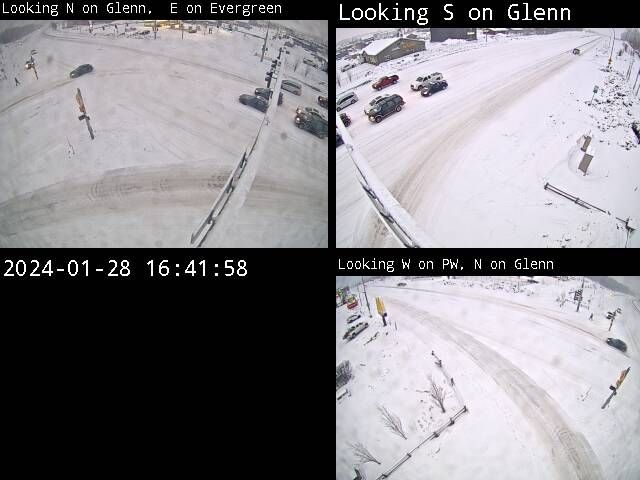 Looking N on Glenn,  E on Evergreen
Looking S on Glenn
2024-01-28 16:41:58
Looking W on PW, N on Glenn